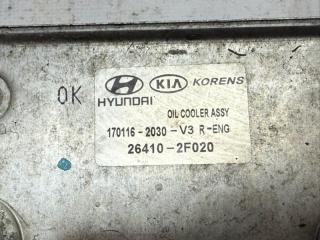 OK
HYUNDAI KIA KORENS
OIL COOLER ASSY
170116-2030-V3 R-ENG
26410-2F020